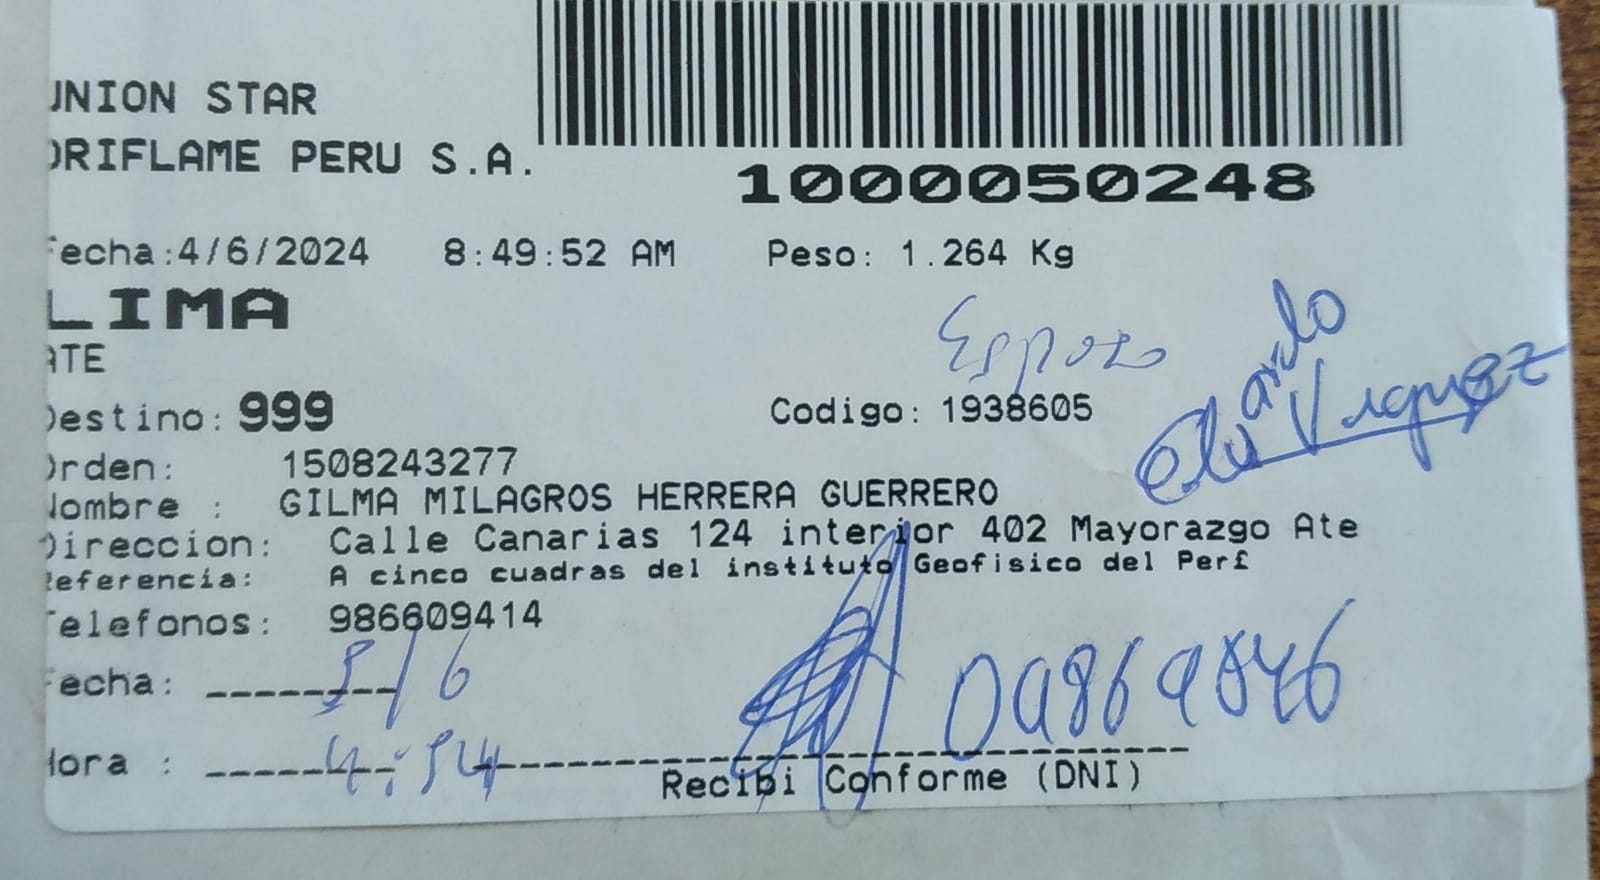 UNION STAR
ORIFLAME PERU S.A.
1000050248
Fecha:4/6/2024 8:49:52 AM Peso: 1.264 Kg
LIMA
ATE
Esposo
Eduardo Vasquez
Destino: 999 Codigo: 1938605
Orden: 1508243277
Nombre : GILMA MILAGROS HERRERA GUERRERO
Direccion: Calle Canarias 124 interior 402 Mayorazgo Ate
Referencia: A cinco cuadras del instituto Geofisico del Per£
Telefonos: 986609414
Fecha: 5/6
09869846
Hora : 4:54
Recibi Conforme (DNI)